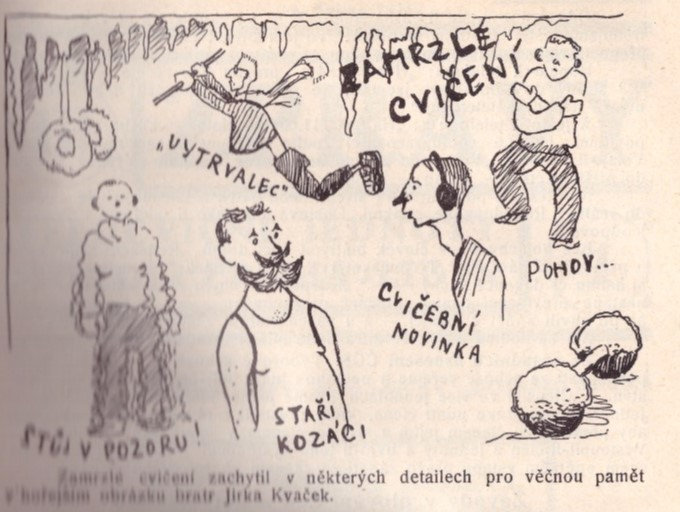 ZAMRZLÉ
CVIČENÍ
„VYTRVALEC"
POHOV...
CVIČEBNÍ
NOVINKA
STAŘÍ
KOZÁCI
STŮJ V POZORU!
Zamrzlé cvičení zachytil v některých detailech pro věčnou paměť
v hořejším obrázku bratr Jirka Kvaček.